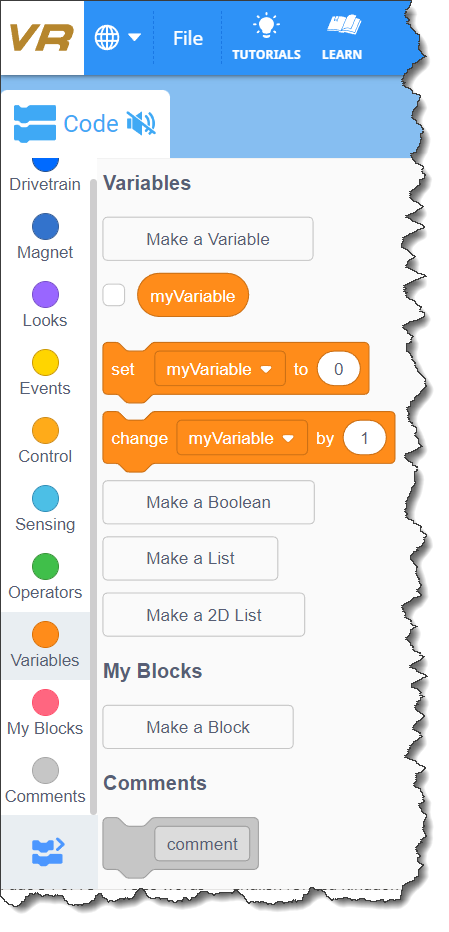 VR File TUTORIALS LEARN
Code
Drivetrain
Magnet
Looks
Events
Control
Sensing
Operators
Variables
My Blocks
Comments
Variables
Make a Variable
myVariable
set myVariable to 0
change myVariable by 1
Make a Boolean
Make a List
Make a 2D List
My Blocks
Make a Block
Comments
comment